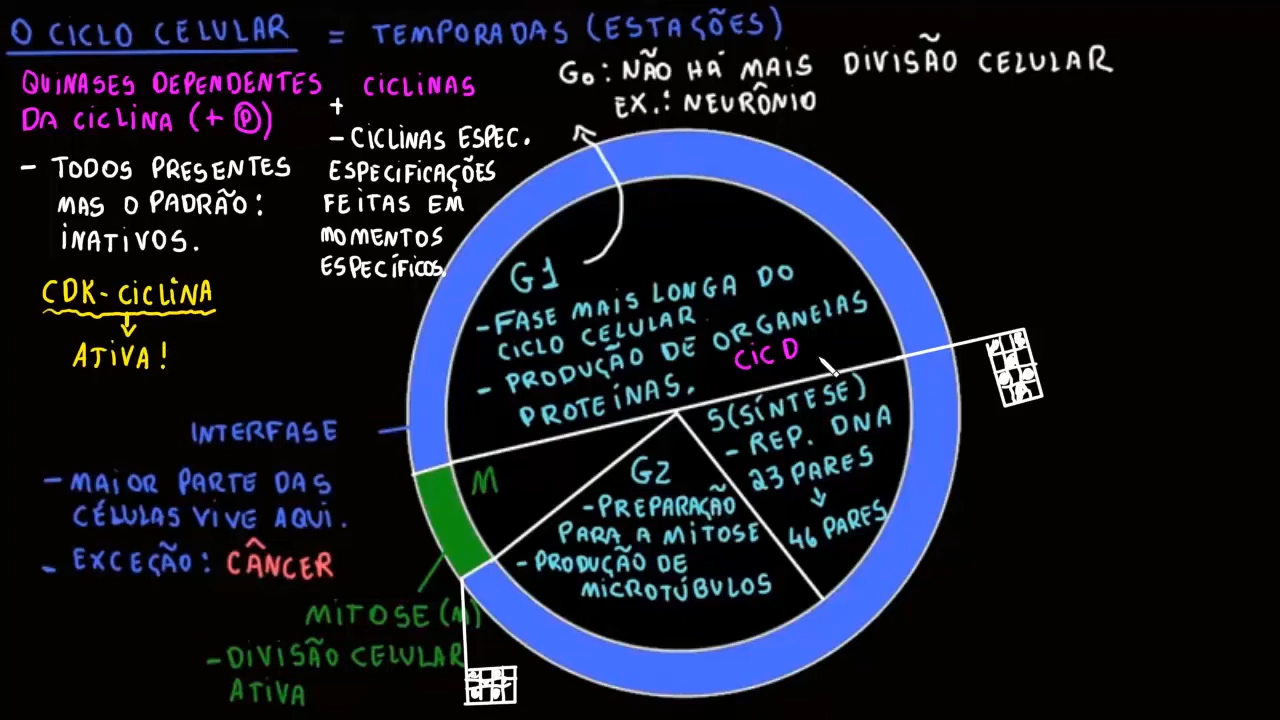 O CICLO CELULAR = TEMPORADAS (ESTAÇÕES)
QUINASES DEPENDENTES
DA CICLINA (+ P)
- TODOS PRESENTES
MAS O PADRÃO:
INATIVOS.
CDK-CICLINA
ATIVA!
+ CICLINAS
- CICLINAS ESPEC.
ESPECIFICAÇÕES
FEITAS EM
MOMENTOS
ESPECÍFICOS.
G0: NÃO HÁ MAIS DIVISÃO CELULAR
EX.: NEURÔNIO
G1
- FASE MAIS LONGA DO
CICLO CELULAR
- PRODUÇÃO DE ORGANELAS
PROTEÍNAS.
CIC D
S (SÍNTESE)
- REP. DNA
23 PARES
46 PARES
G2
- PREPARAÇÃO
PARA A MITOSE
- PRODUÇÃO DE
MICROTÚBULOS
M
INTERFASE
- MAIOR PARTE DAS
CÉLULAS VIVE AQUI.
- EXCEÇÃO: CÂNCER
MITOSE (M)
- DIVISÃO CELULAR
ATIVA